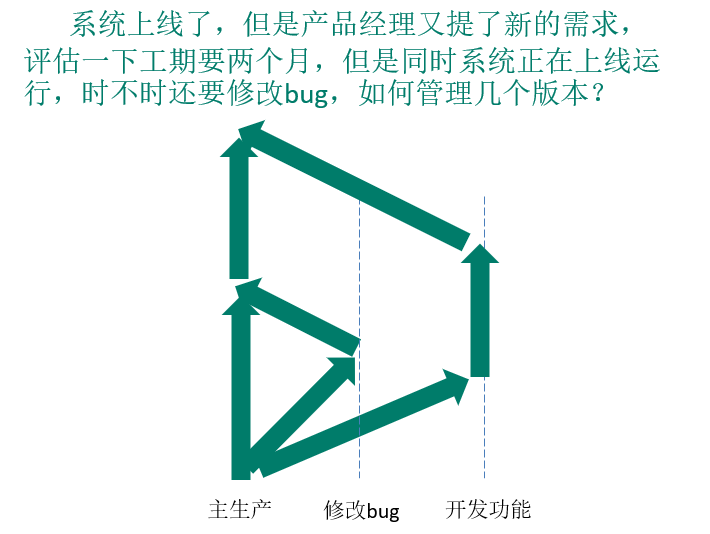 系统上线了，但是产品经理又提了新的需求，
评估一下工期要两个月，但是同时系统正在上线运
行，时不时还要修改bug，如何管理几个版本？
主生产
修改bug
开发功能